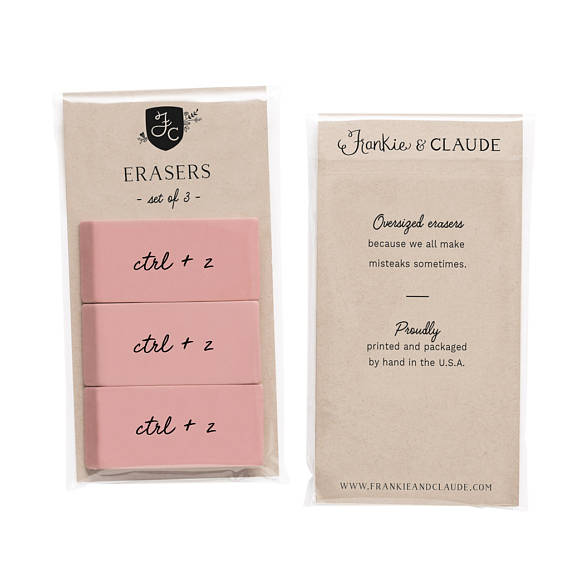 FC
ERASERS
- set of 3 -
ctrl + z
ctrl + z
ctrl + z
Frankie & CLAUDE
Oversized erasers
because we all make
misteaks sometimes.
Proudly
printed and packaged
by hand in the U.S.A.
WWW.FRANKIEANDCLAUDE.COM